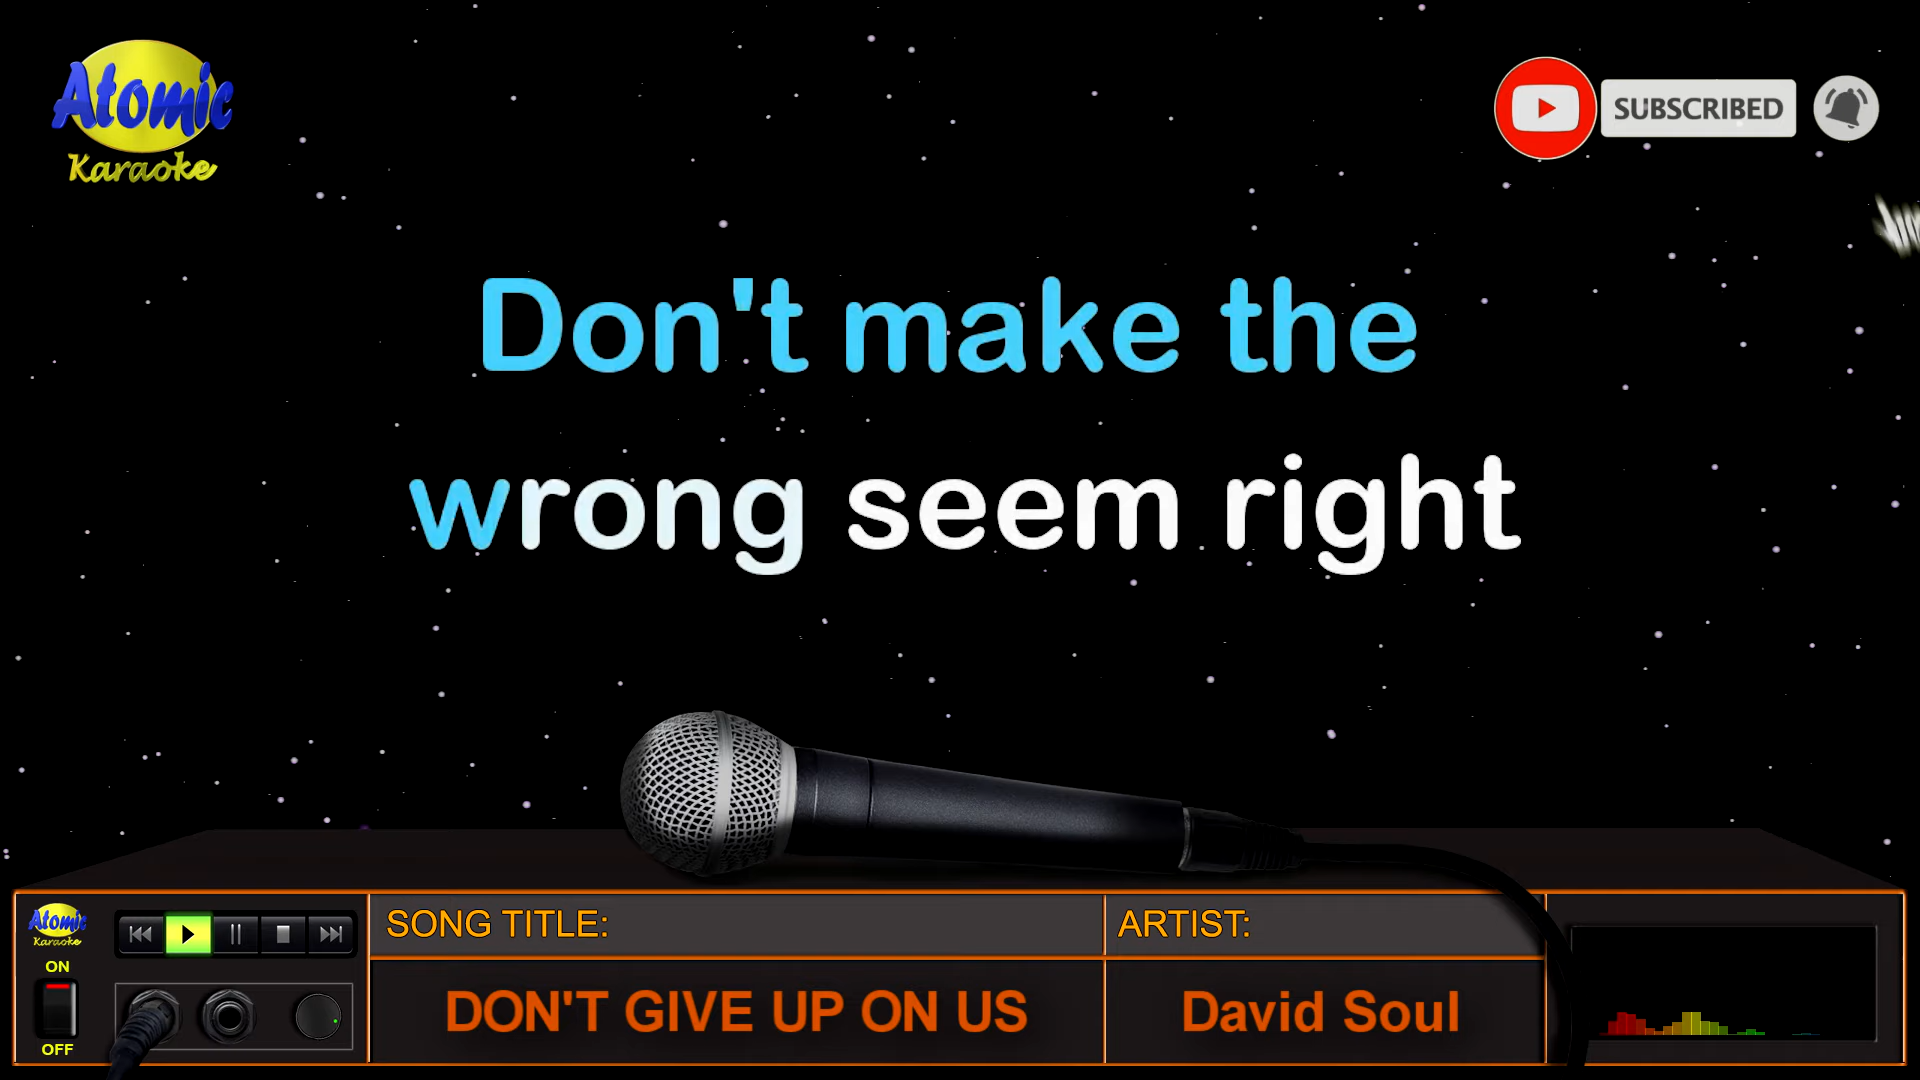 Atomic
Karaoke
SUBSCRIBED
Don't make the
wrong seem right
Atomic
Karaoke
ON
OFF
SONG TITLE:
ARTIST:
DON'T GIVE UP ON US
David Soul